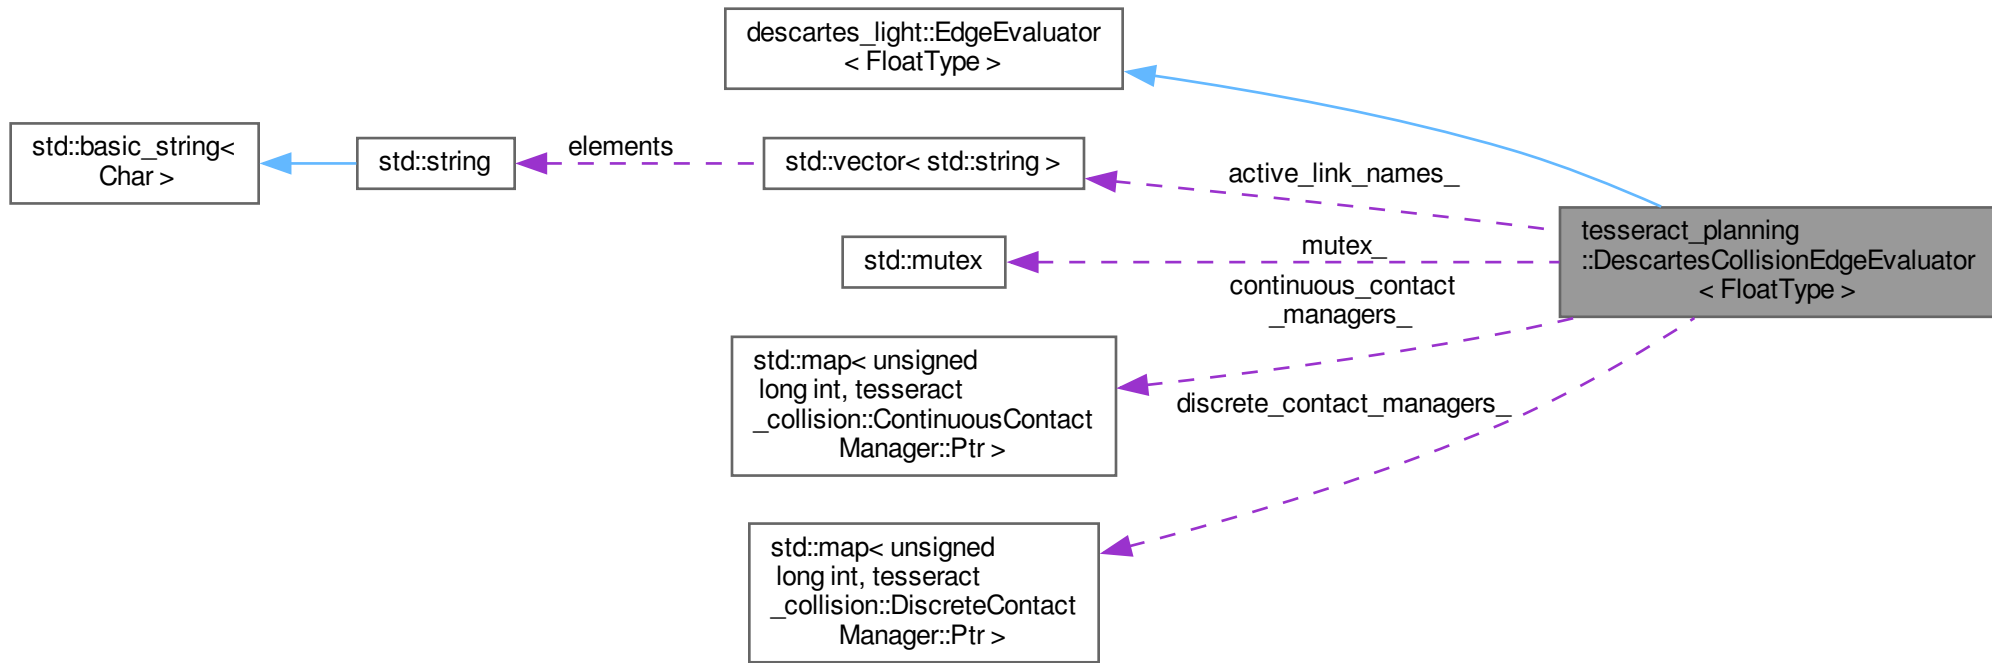 descartes_light::EdgeEvaluator
< FloatType >
std::basic_string<
Char >
std::string
elements
std::vector< std::string >
active_link_names_
tesseract_planning
::DescartesCollisionEdgeEvaluator
< FloatType >
std::mutex
mutex_
continuous_contact
_managers_
std::map< unsigned
long int, tesseract
_collision::ContinuousContact
Manager::Ptr >
discrete_contact_managers_
std::map< unsigned
long int, tesseract
_collision::DiscreteContact
Manager::Ptr >